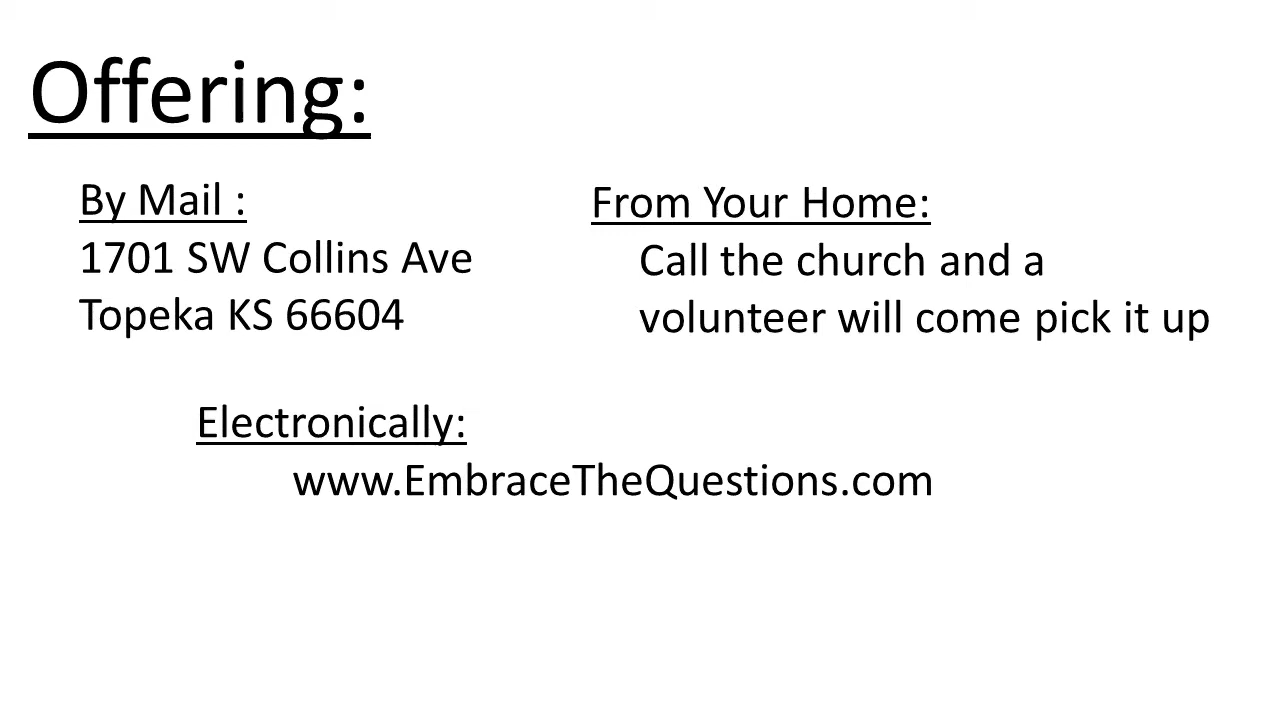 Offering:
By Mail :
1701 SW Collins Ave
Topeka KS 66604
From Your Home:
Call the church and a
volunteer will come pick it up
Electronically:
www.EmbraceTheQuestions.com